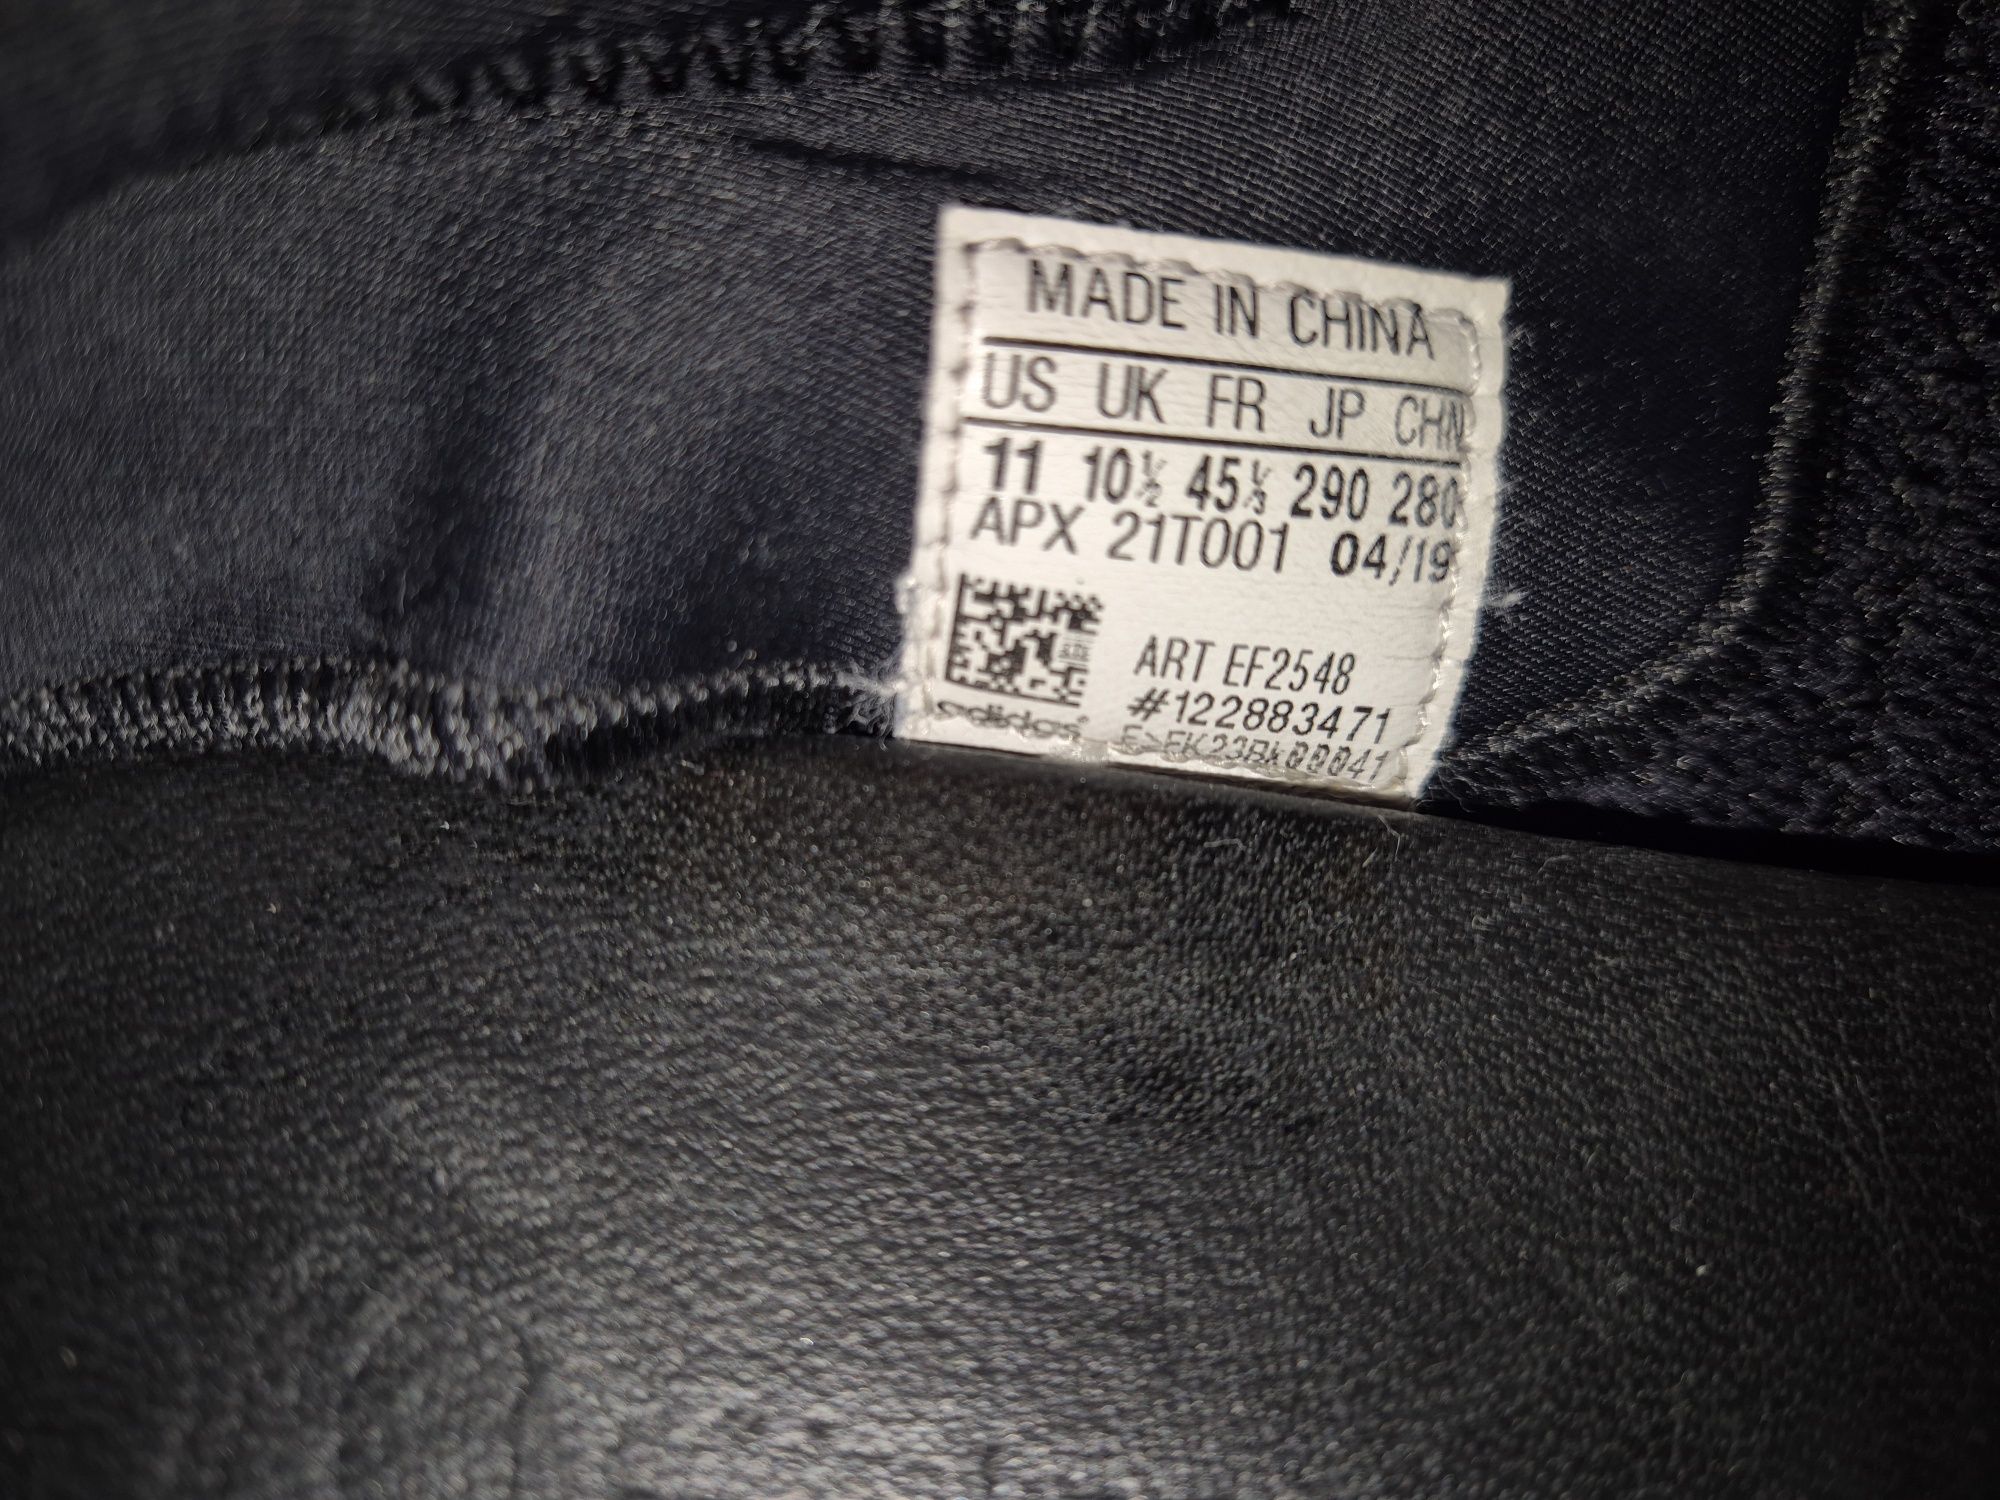 MADE IN CHINA
US UK FR JP CHN
11 10½ 45⅓ 290 280
APX 21T001 04/19
ART EF2548
#122883471
adidas